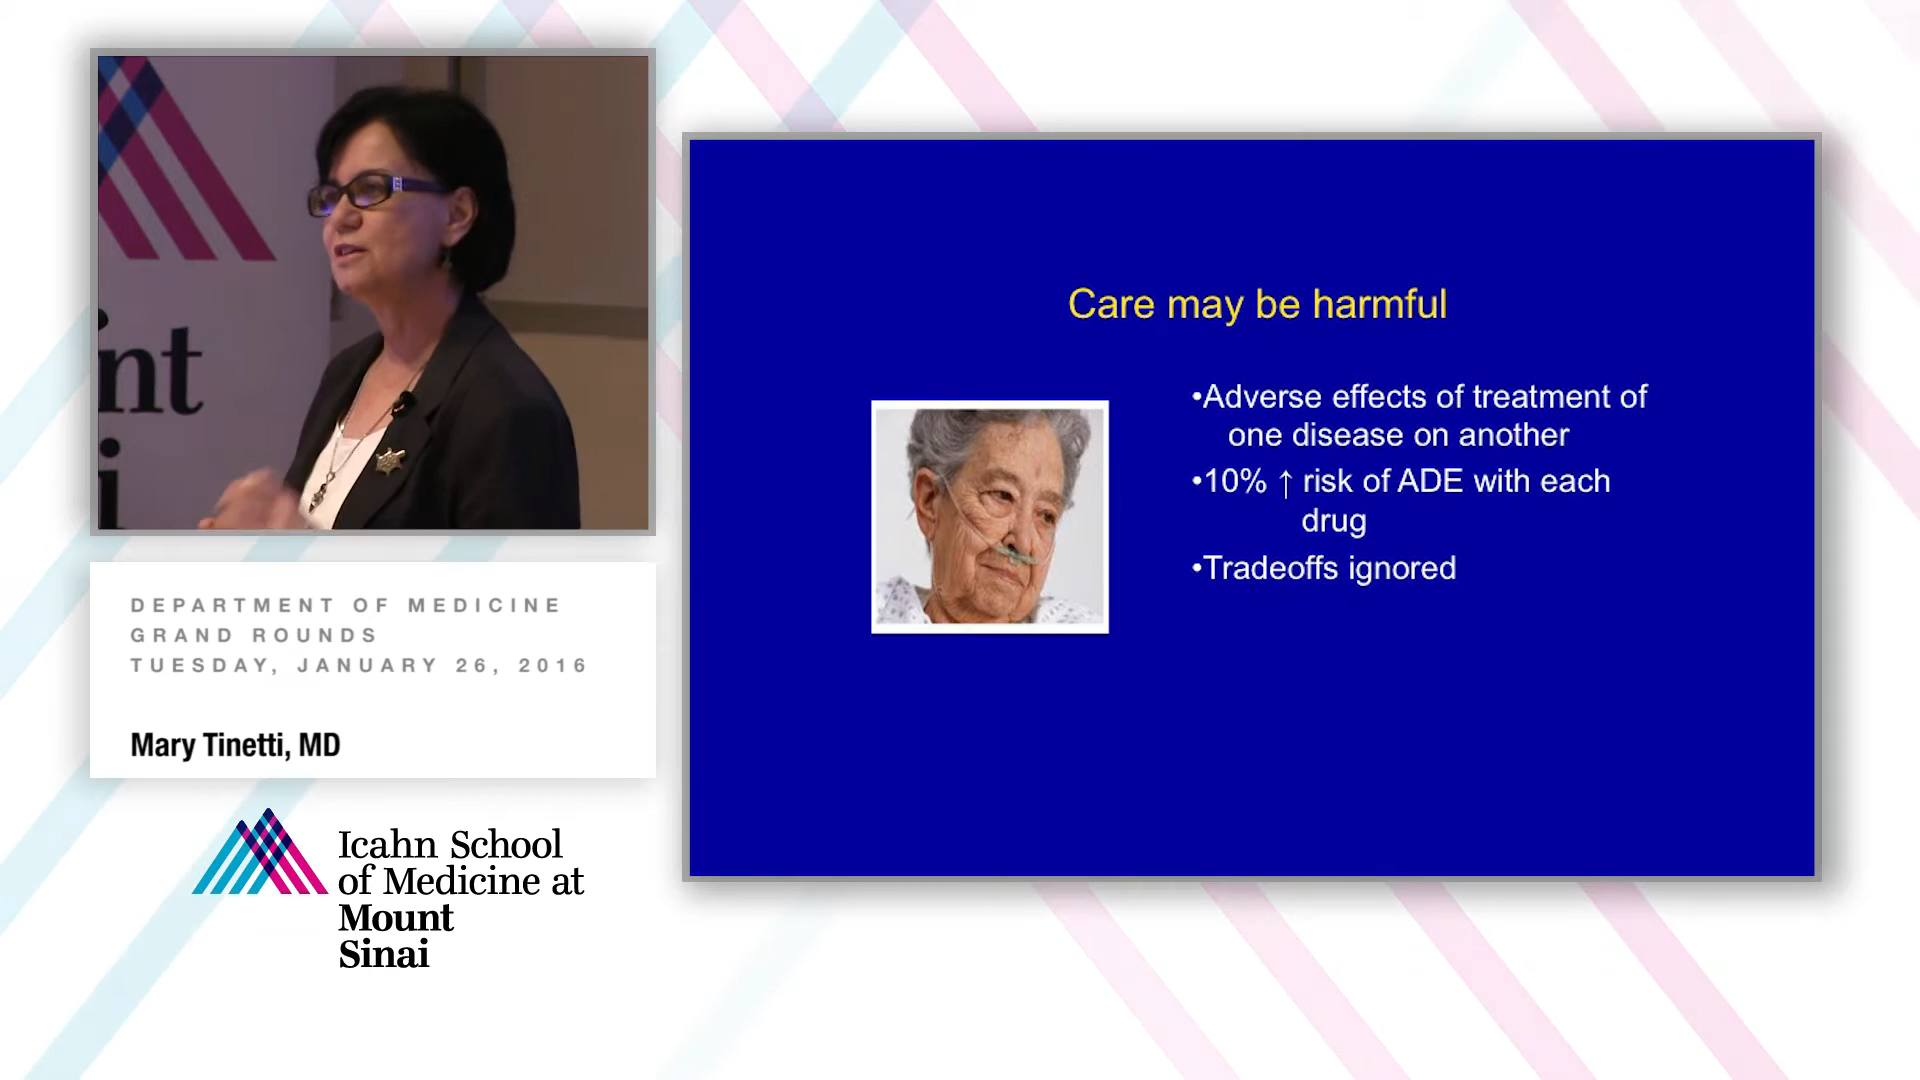 nt
i
DEPARTMENT OF MEDICINE
GRAND ROUNDS
TUESDAY, JANUARY 26, 2016
Mary Tinetti, MD
Icahn School
of Medicine at
Mount
Sinai
Care may be harmful
•Adverse effects of treatment of
one disease on another
•10% ↑ risk of ADE with each
drug
•Tradeoffs ignored